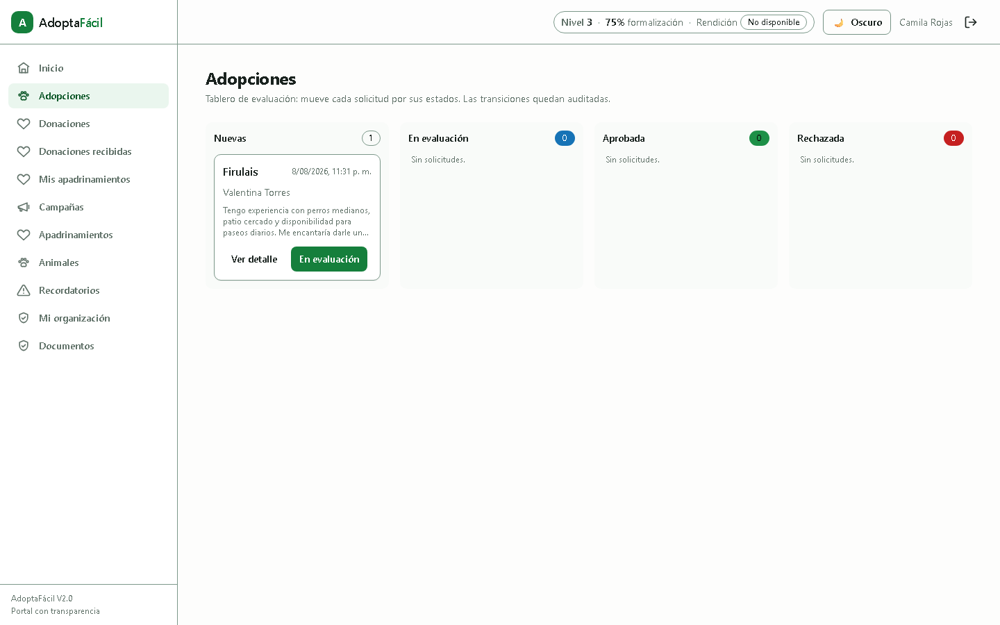 A AdoptaFácil
Nivel 3 · 75% formalización · Rendición No disponible
🌙 Oscuro
Camila Rojas
Inicio
Adopciones
Donaciones
Donaciones recibidas
Mis apadrinamientos
Campañas
Apadrinamientos
Animales
Recordatorios
Mi organización
Documentos
AdoptaFácil V2.0
Portal con transparencia
Adopciones
Tablero de evaluación: mueve cada solicitud por sus estados. Las transiciones quedan auditadas.
Nuevas 1
Firulais 8/08/2026, 11:31 p. m.
Valentina Torres
Tengo experiencia con perros medianos,
patio cercado y disponibilidad para
paseos diarios. Me encantaría darle un...
Ver detalle En evaluación
En evaluación 0
Sin solicitudes.
Aprobada 0
Sin solicitudes.
Rechazada 0
Sin solicitudes.